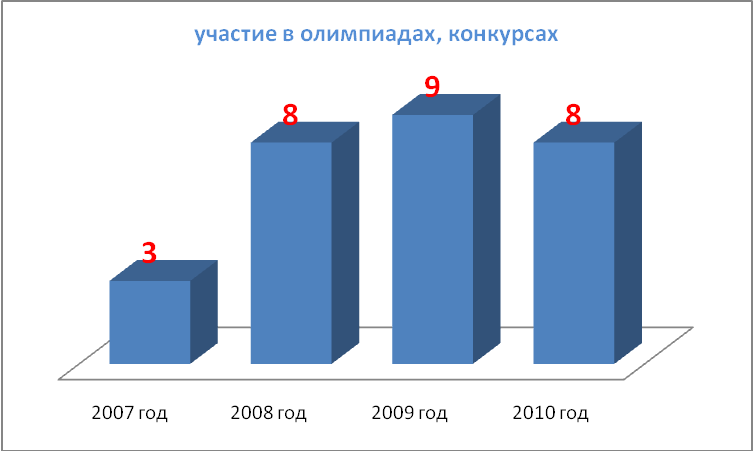 участие в олимпиадах, конкурсах
3
8
9
8
2007 год
2008 год
2009 год
2010 год